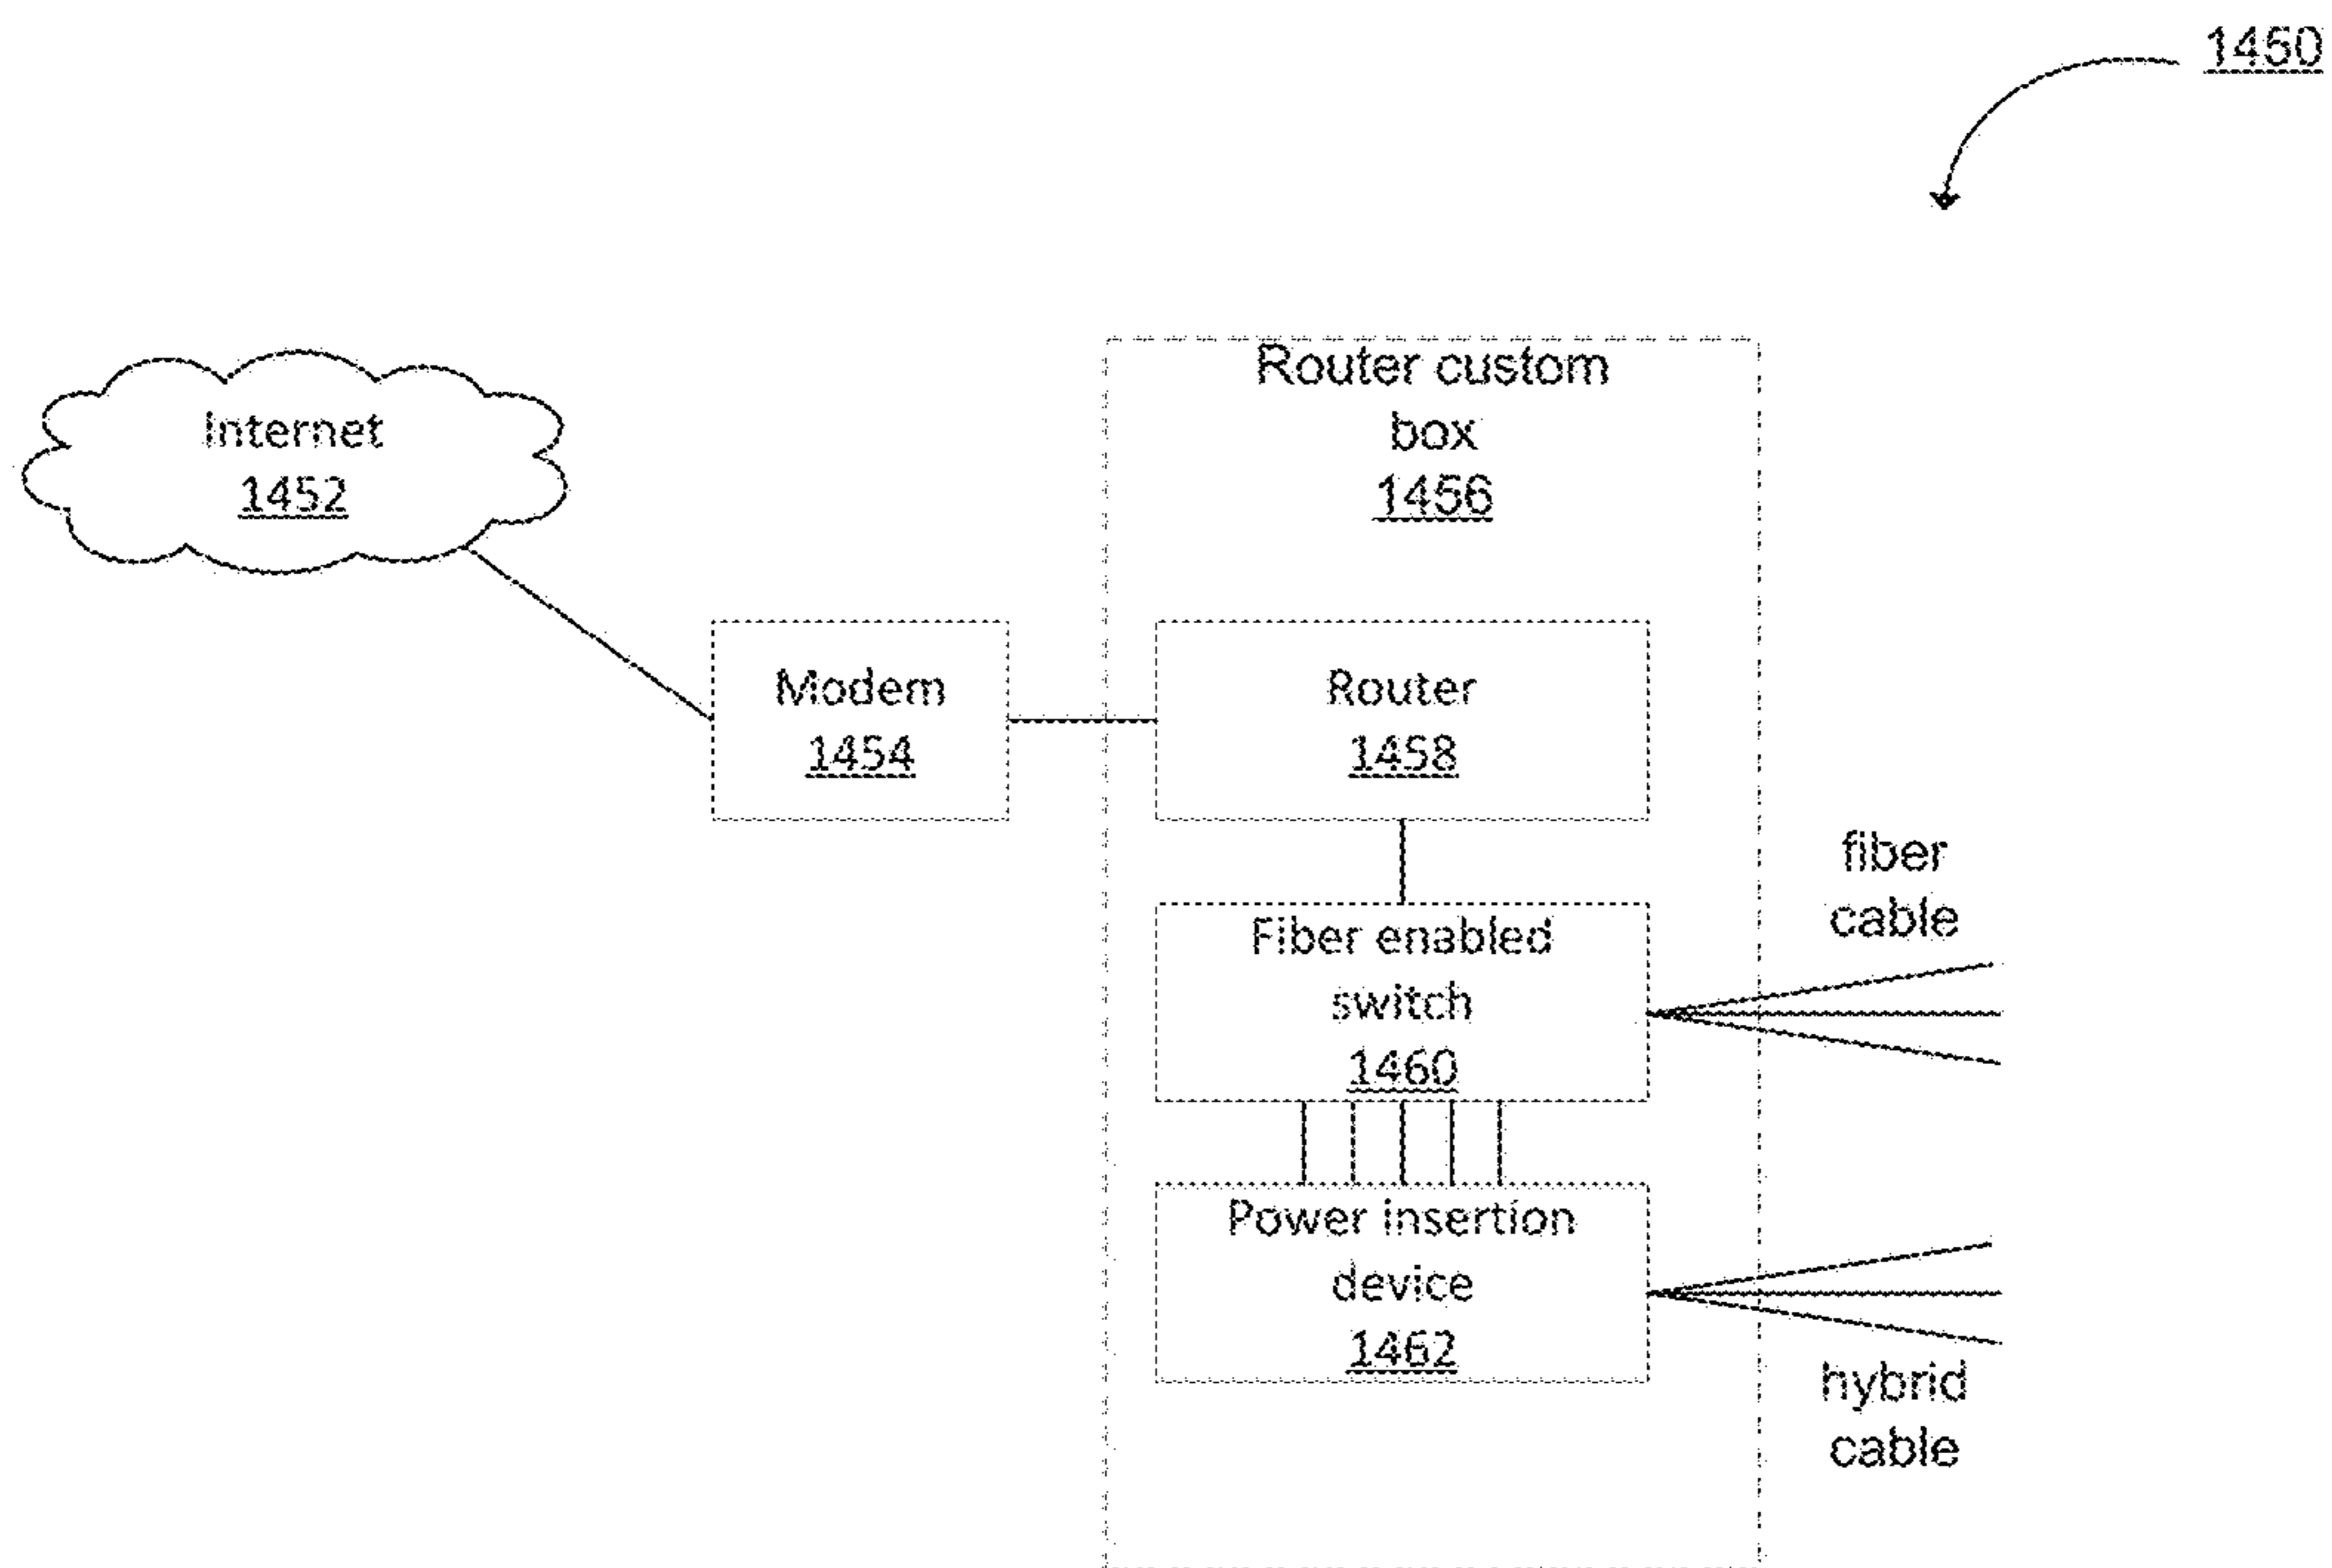 1450
Internet
1452
Router custom
box
1456
Modem
1454
Router
1458
fiber
cable
Fiber enabled
switch
1460
Power insertion
device
1462
hybrid
cable